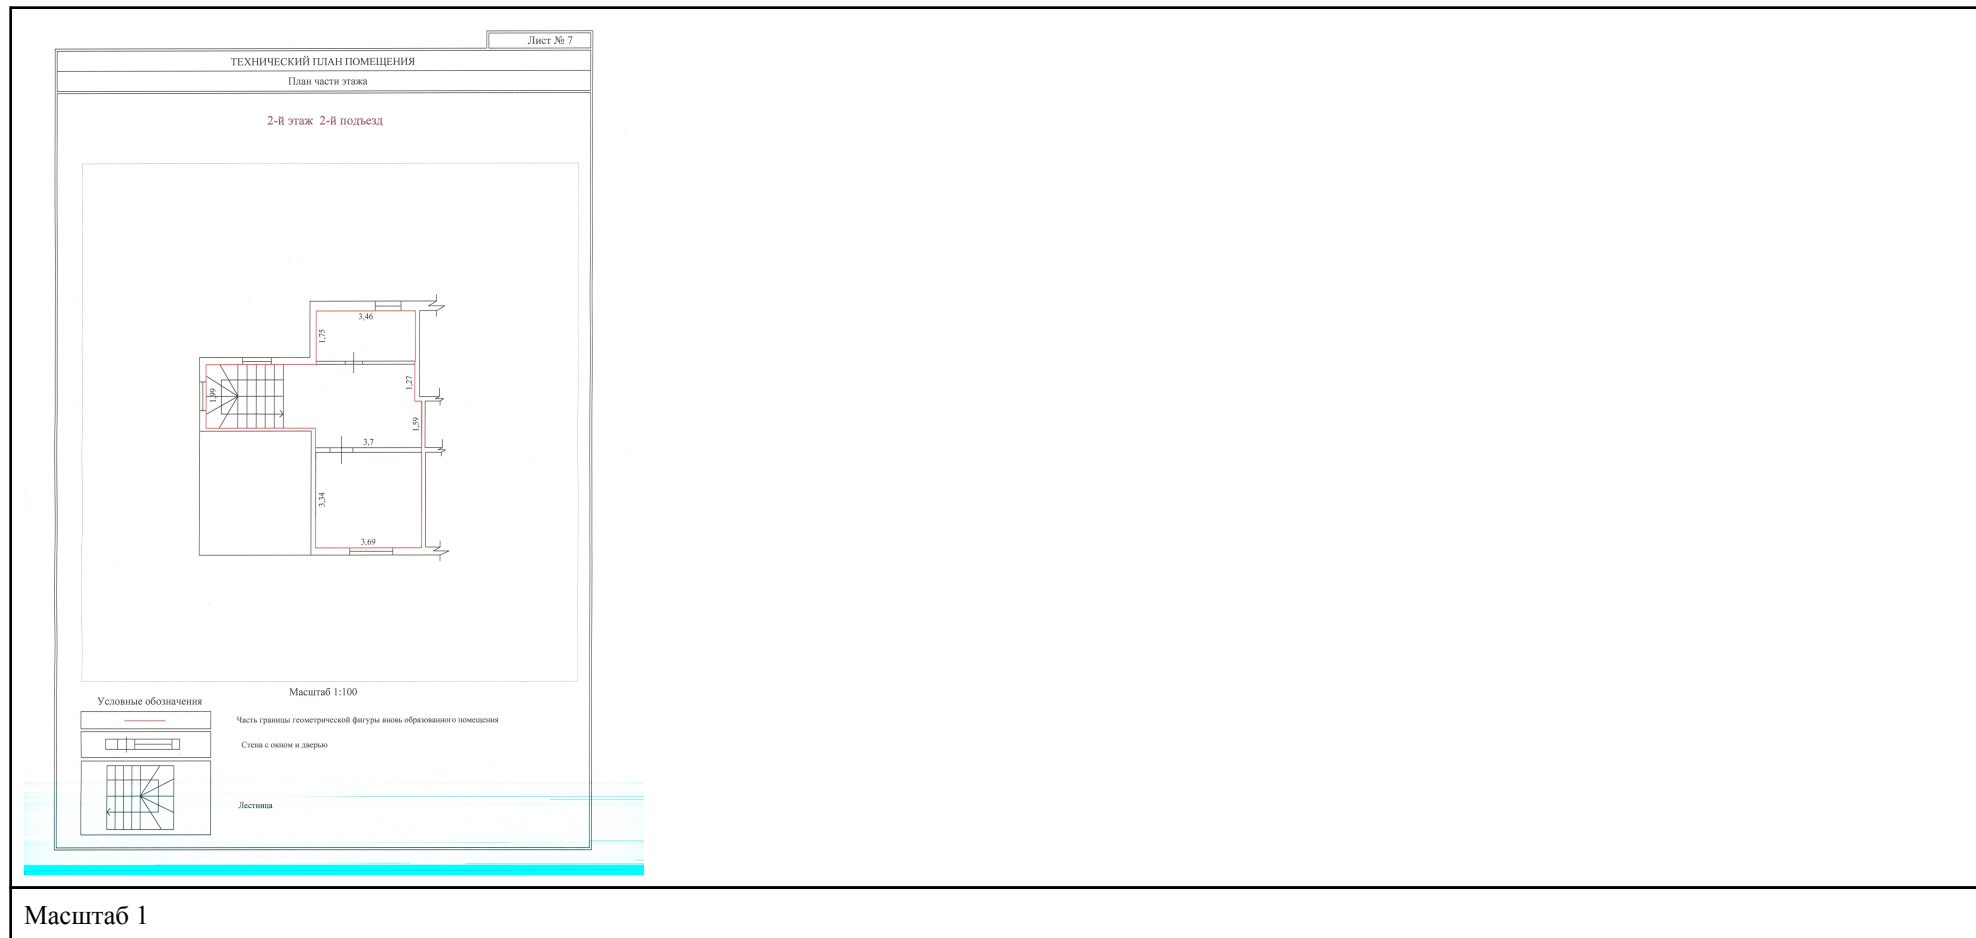 Лист № 7
ТЕХНИЧЕСКИЙ ПЛАН ПОМЕЩЕНИЯ
План части этажа
2-й этаж 2-й подъезд
3,46
1,75
1,27
1,99
1,59
3,7
3,34
3,69
Масштаб 1:100
Условные обозначения
Часть границы геометрической фигуры вновь образованного помещения
Стена с окном и дверью
Лестница
Масштаб 1